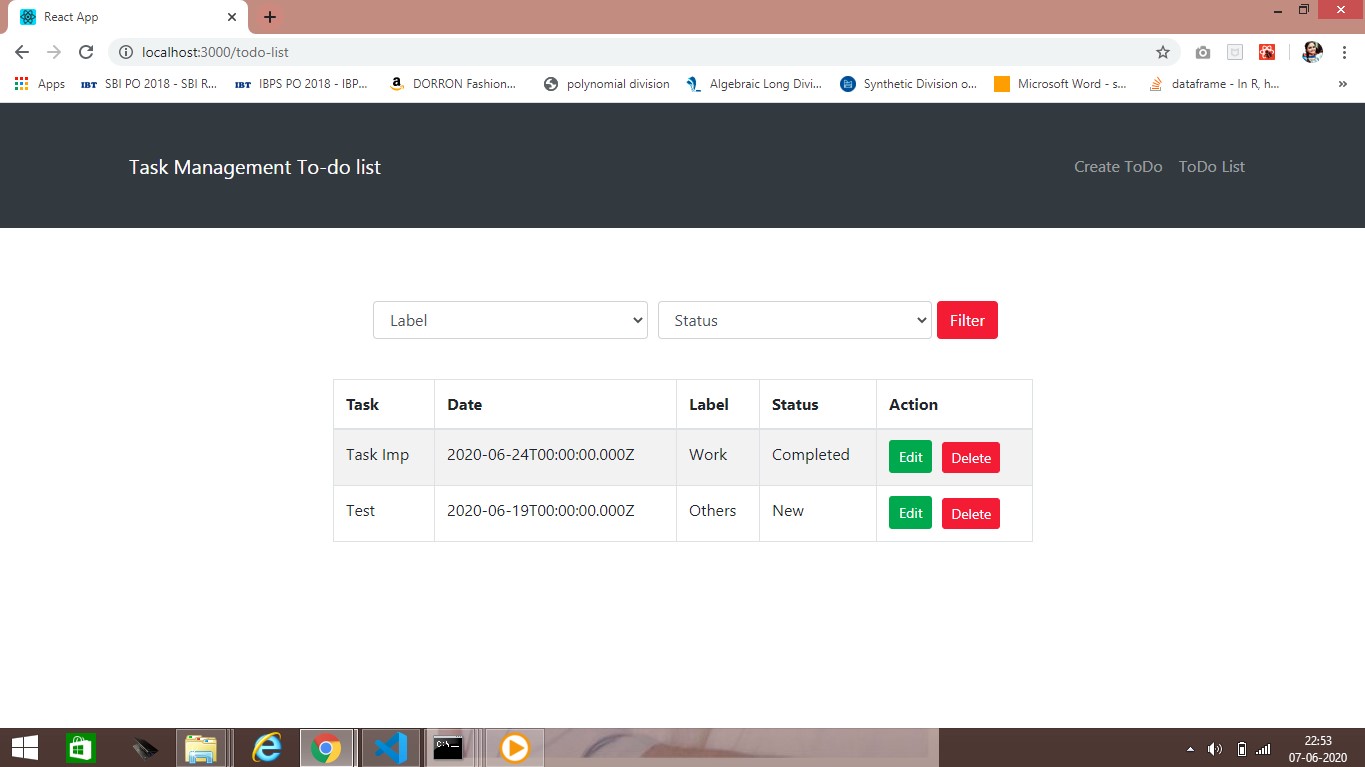 React App
localhost:3000/todo-list
Apps IBT SBI PO 2018 - SBI R... IBT IBPS PO 2018 - IBP... DORRON Fashion... polynomial division Algebraic Long Divi... Synthetic Division o... Microsoft Word - s... dataframe - In R, h... »
Task Management To-do list Create ToDo ToDo List
Label Status Filter
Task Date Label Status Action
Task Imp 2020-06-24T00:00:00.000Z Work Completed Edit Delete
Test 2020-06-19T00:00:00.000Z Others New Edit Delete
C:\
22:53
07-06-2020